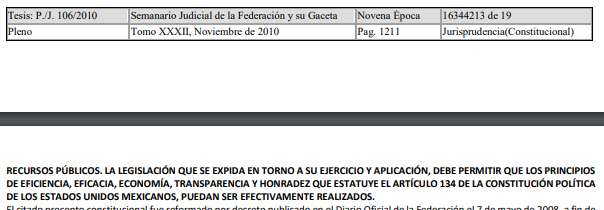 Tesis: P./J. 106/2010 Semanario Judicial de la Federación y su Gaceta Novena Época 16344213 de 19
Pleno Tomo XXXII, Noviembre de 2010 Pag. 1211 Jurisprudencia(Constitucional)
RECURSOS PÚBLICOS. LA LEGISLACIÓN QUE SE EXPIDA EN TORNO A SU EJERCICIO Y APLICACIÓN, DEBE PERMITIR QUE LOS PRINCIPIOS
DE EFICIENCIA, EFICACIA, ECONOMÍA, TRANSPARENCIA Y HONRADEZ QUE ESTATUYE EL ARTÍCULO 134 DE LA CONSTITUCIÓN POLÍTICA
DE LOS ESTADOS UNIDOS MEXICANOS, PUEDAN SER EFECTIVAMENTE REALIZADOS.
El citado precepto constitucional fue reformado por decreto publicado en el Diario Oficial de la Federación el 7 de mayo de 2008, a fin de